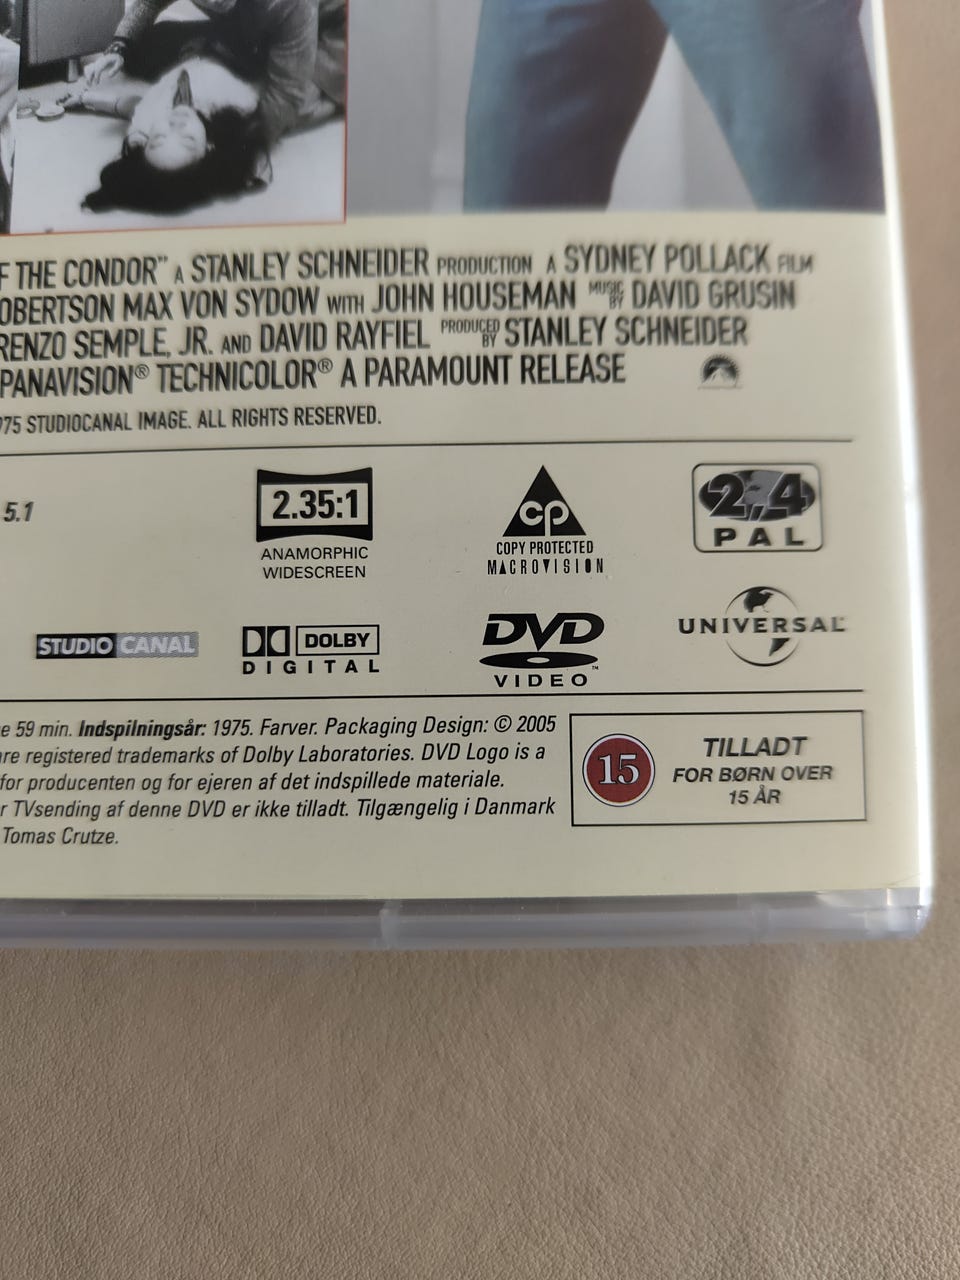 F THE CONDOR" A STANLEY SCHNEIDER PRODUCTION A SYDNEY POLLACK FILM
OBERTSON MAX VON SYDOW WITH JOHN HOUSEMAN MUSIC BY DAVID GRUSIN
RENZO SEMPLE, JR. AND DAVID RAYFIEL PRODUCED BY STANLEY SCHNEIDER
PANAVISION® TECHNICOLOR® A PARAMOUNT RELEASE
975 STUDIOCANAL IMAGE. ALL RIGHTS RESERVED.
5.1
2.35:1
ANAMORPHIC
WIDESCREEN
cp
COPY PROTECTED
MACROVISION
2,4
PAL
STUDIO CANAL
DOLBY
DIGITAL
DVD
VIDEO
™
UNIVERSAL
e 59 min. Indspilningsår: 1975. Farver. Packaging Design: © 2005
are registered trademarks of Dolby Laboratories. DVD Logo is a
for producenten og for ejeren af det indspillede materiale.
r TVsending af denne DVD er ikke tilladt. Tilgængelig i Danmark
Tomas Crutze.
15
TILLADT
FOR BØRN OVER
15 ÅR